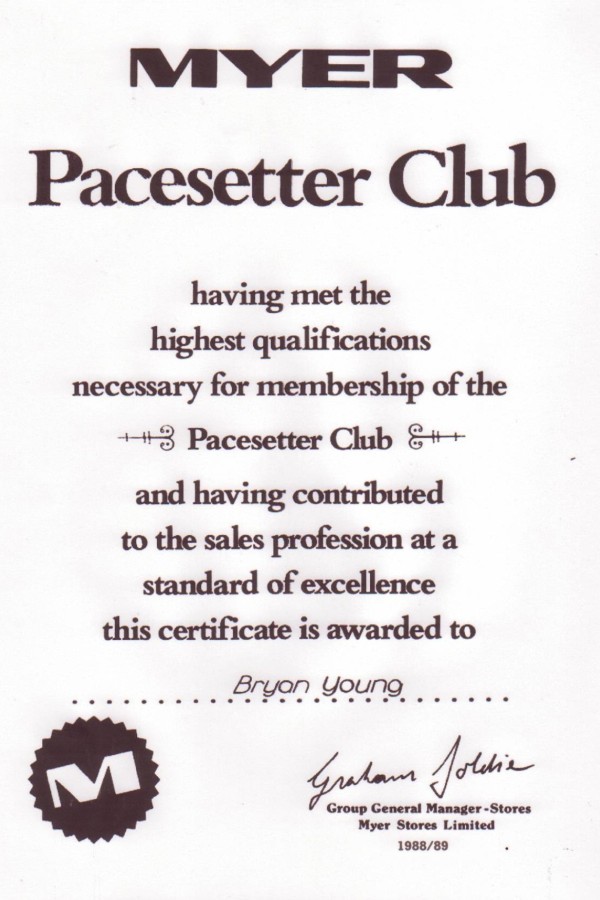 MYER
Pacesetter Club
having met the
highest qualifications
necessary for membership of the
Pacesetter Club
and having contributed
to the sales profession at a
standard of excellence
this certificate is awarded to
Bryan Young
M
Graham
Group General Manager-Stores
Myer Stores Limited
1988/89